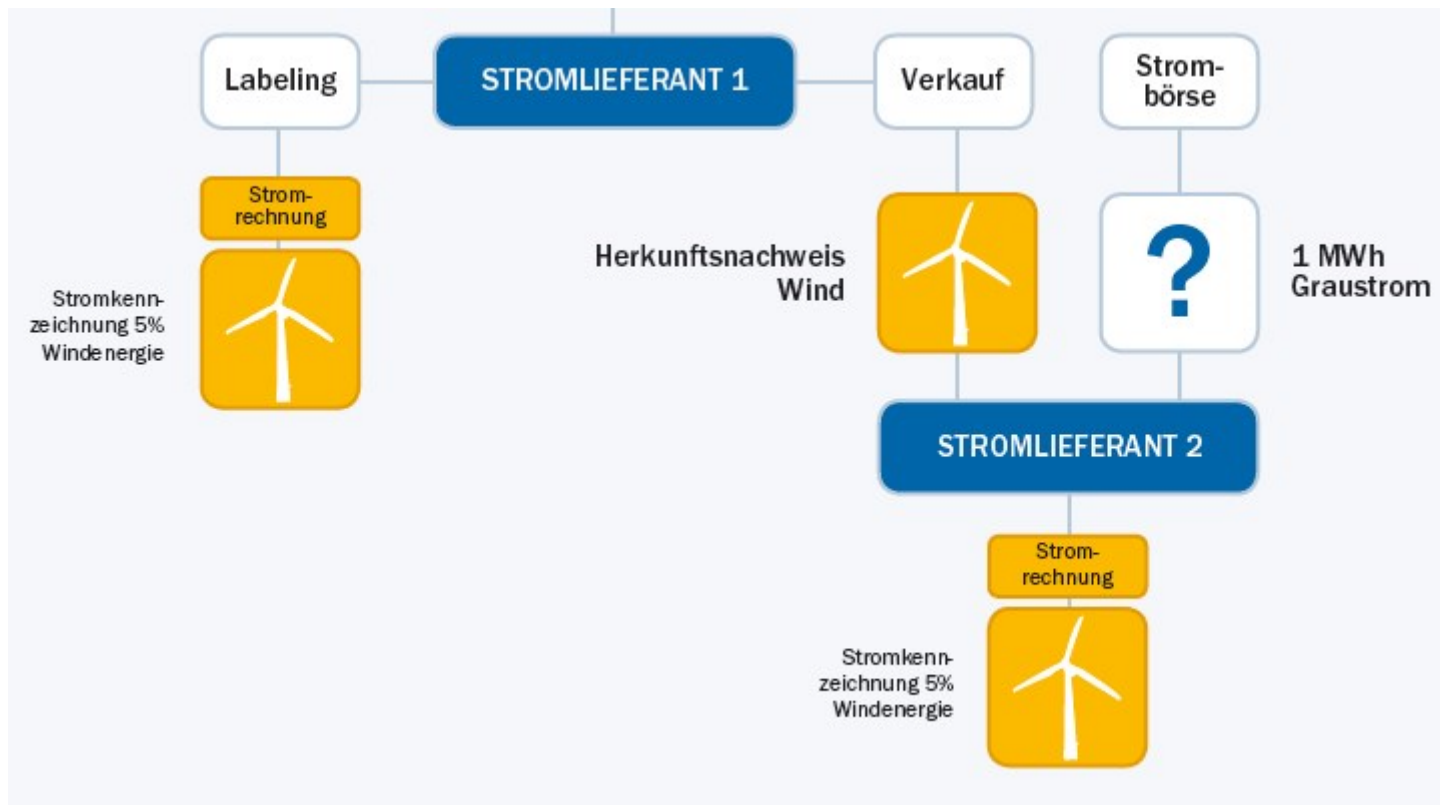 Labeling
STROMLIEFERANT 1
Verkauf
Strom-
börse
Strom-
rechnung
Stromkenn-
zeichnung 5%
Windenergie
Herkunftsnachweis
Wind
?
1 MWh
Graustrom
STROMLIEFERANT 2
Strom-
rechnung
Stromkenn-
zeichnung 5%
Windenergie